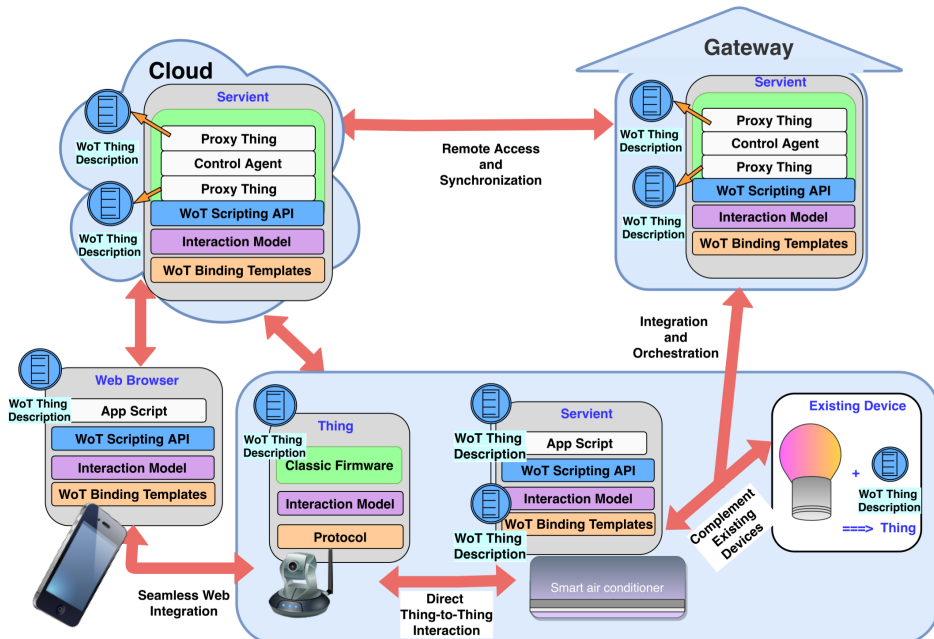 Cloud
Servient
WoT Thing
Description
Proxy Thing
Control Agent
Proxy Thing
WoT Thing
Description
WoT Scripting API
Interaction Model
WoT Binding Templates
Remote Access
and
Synchronization
Gateway
Servient
WoT Thing
Description
Proxy Thing
Control Agent
Proxy Thing
WoT Thing
Description
WoT Scripting API
Interaction Model
WoT Binding Templates
Integration
and
Orchestration
Web Browser
WoT Thing
Description
App Script
WoT Scripting API
Interaction Model
WoT Binding Templates
Seamless Web
Integration
Thing
WoT Thing
Description
Classic Firmware
Interaction Model
Protocol
Direct
Thing-to-Thing
Interaction
Servient
WoT Thing
Description
App Script
WoT Scripting API
Interaction Model
WoT Binding Templates
WoT Thing
Description
Smart air conditioner
Complement
Existing
Devices
Existing Device
+
WoT Thing
Description
===> Thing